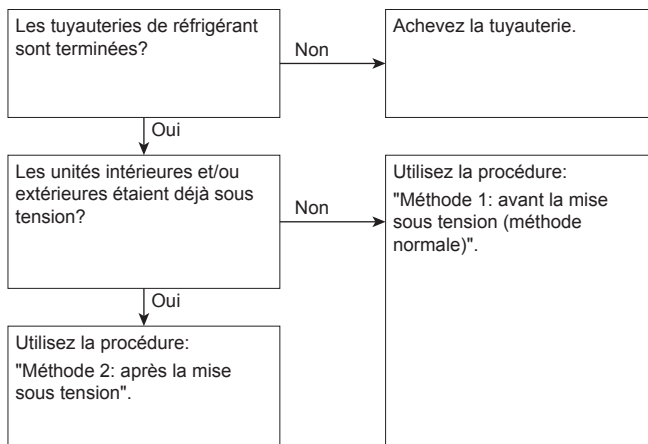 Les tuyauteries de réfrigérant
sont terminées?
Non
Achevez la tuyauterie.
Oui
Les unités intérieures et/ou
extérieures étaient déjà sous
tension?
Non
Utilisez la procédure:
"Méthode 1: avant la mise
sous tension (méthode
normale)".
Oui
Utilisez la procédure:
"Méthode 2: après la mise
sous tension".